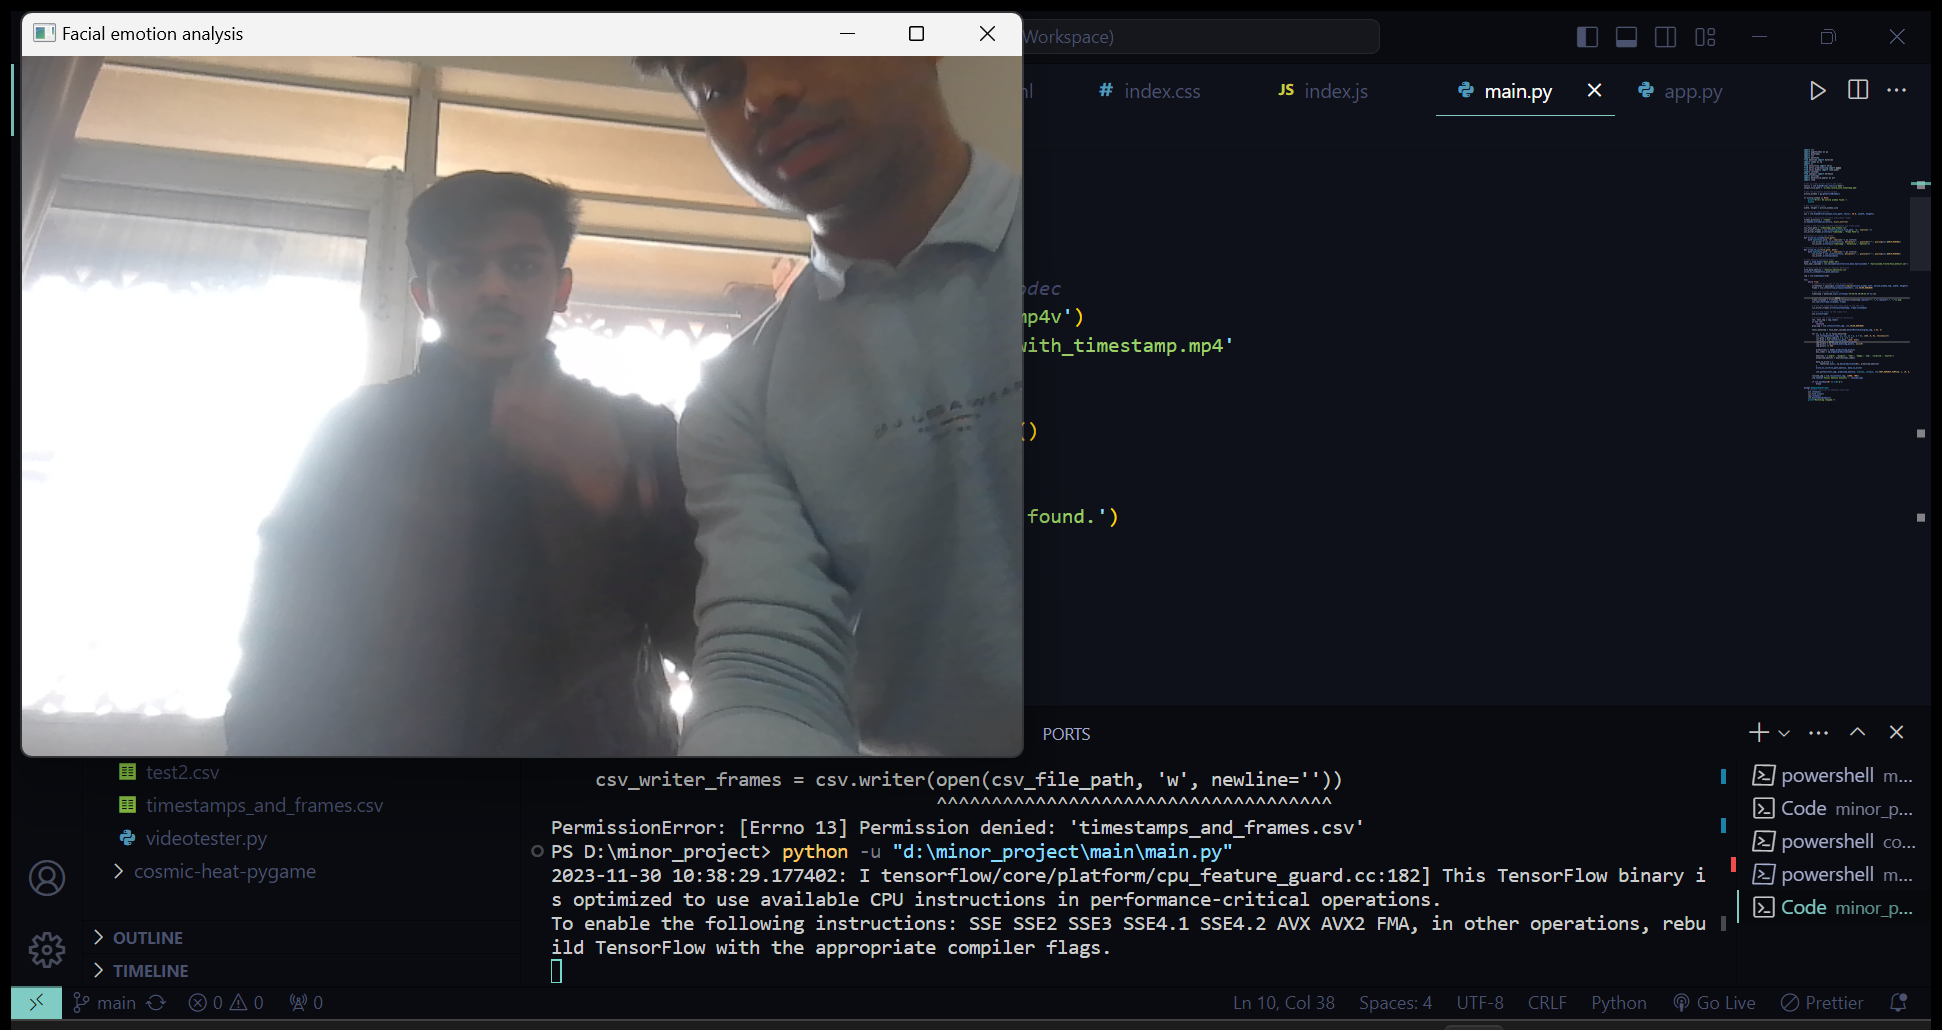 Facial emotion analysis
Workspace)
index.css
JS index.js
main.py
app.py
mp4v')
with_timestamp.mp4'
()
found.')
PORTS
test2.csv
timestamps_and_frames.csv
videotester.py
cosmic-heat-pygame
OUTLINE
TIMELINE
csv_writer_frames = csv.writer(open(csv_file_path, 'w', newline=''))
^^^^^^^^^^^^^^^^^^^^^^^^^^^^^^^^^^^^
PermissionError: [Errno 13] Permission denied: 'timestamps_and_frames.csv'
PS D:\minor_project> python -u "d:\minor_project\main\main.py"
2023-11-30 10:38:29.177402: I tensorflow/core/platform/cpu_feature_guard.cc:182] This TensorFlow binary i
s optimized to use available CPU instructions in performance-critical operations.
To enable the following instructions: SSE SSE2 SSE3 SSE4.1 SSE4.2 AVX AVX2 FMA, in other operations, rebu
ild TensorFlow with the appropriate compiler flags.
powershell m...
Code minor_p...
powershell co...
powershell m...
Code minor_p...
main
0 0
0
Ln 10, Col 38
Spaces: 4
UTF-8
CRLF
Python
Go Live
Prettier